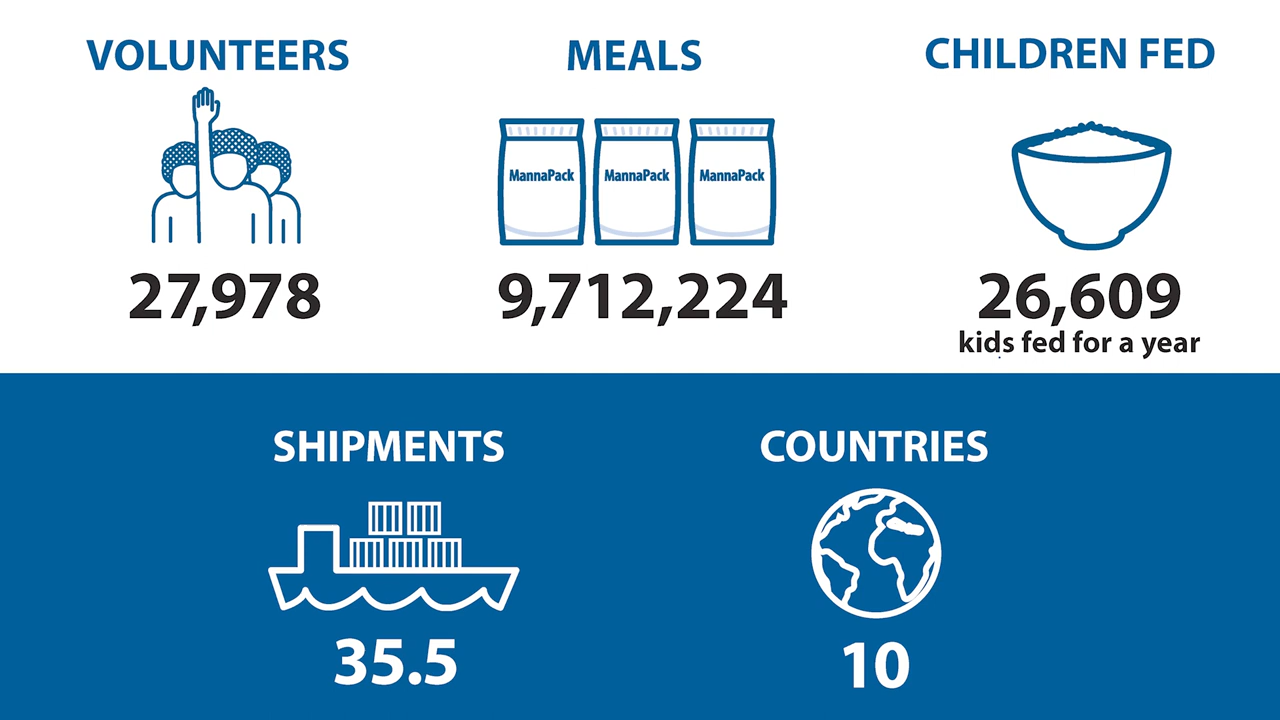 VOLUNTEERS
MEALS
CHILDREN FED
MannaPack MannaPack MannaPack
27,978
9,712,224
26,609
kids fed for a year
SHIPMENTS
COUNTRIES
35.5
10